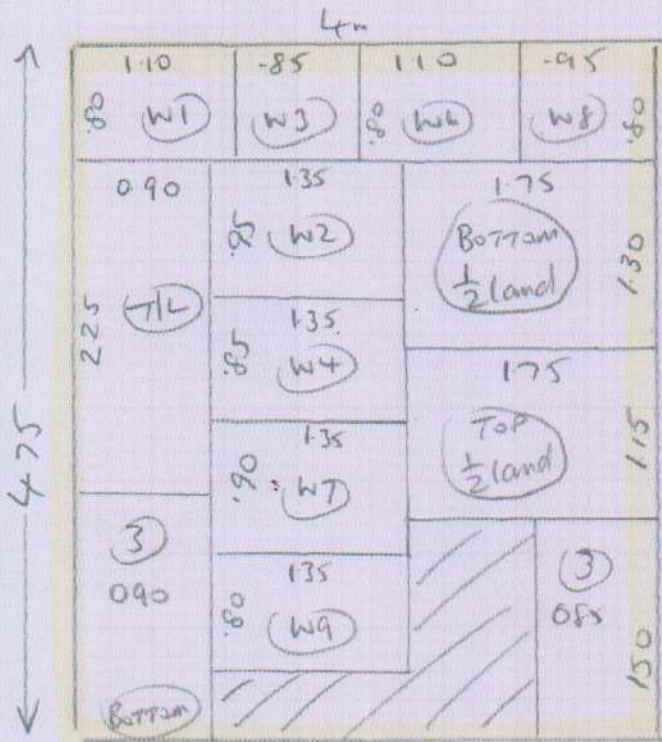 4m
1.10 .85 1.10 .95
.80 W1 W3 .80 W6 W8 .80
0.90 1.35 1.75
.95 W2 Bottom
½ land 1.30
T/L
2.25
1.35
.85 W4
1.75
Top
½ land 1.15
4.75
1.35
.90 W7
3
0.90
1.35
.80 W9
3
0.85
1.50
Bottom